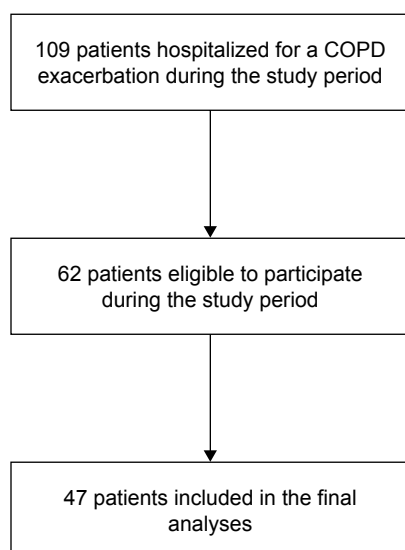 109 patients hospitalized for a COPD
exacerbation during the study period
62 patients eligible to participate
during the study period
47 patients included in the final
analyses